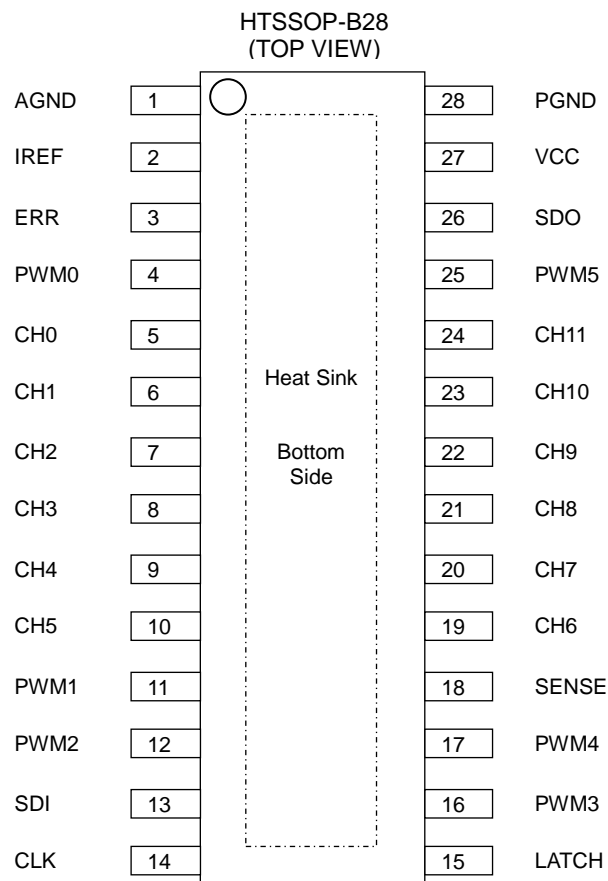 HTSSOP-B28
(TOP VIEW)
AGND 1 28 PGND
IREF 2 27 VCC
ERR 3 26 SDO
PWM0 4 25 PWM5
CH0 5 24 CH11
CH1 6 23 CH10
Heat Sink
CH2 7 22 CH9
Bottom
Side
CH3 8 21 CH8
CH4 9 20 CH7
CH5 10 19 CH6
PWM1 11 18 SENSE
PWM2 12 17 PWM4
SDI 13 16 PWM3
CLK 14 15 LATCH